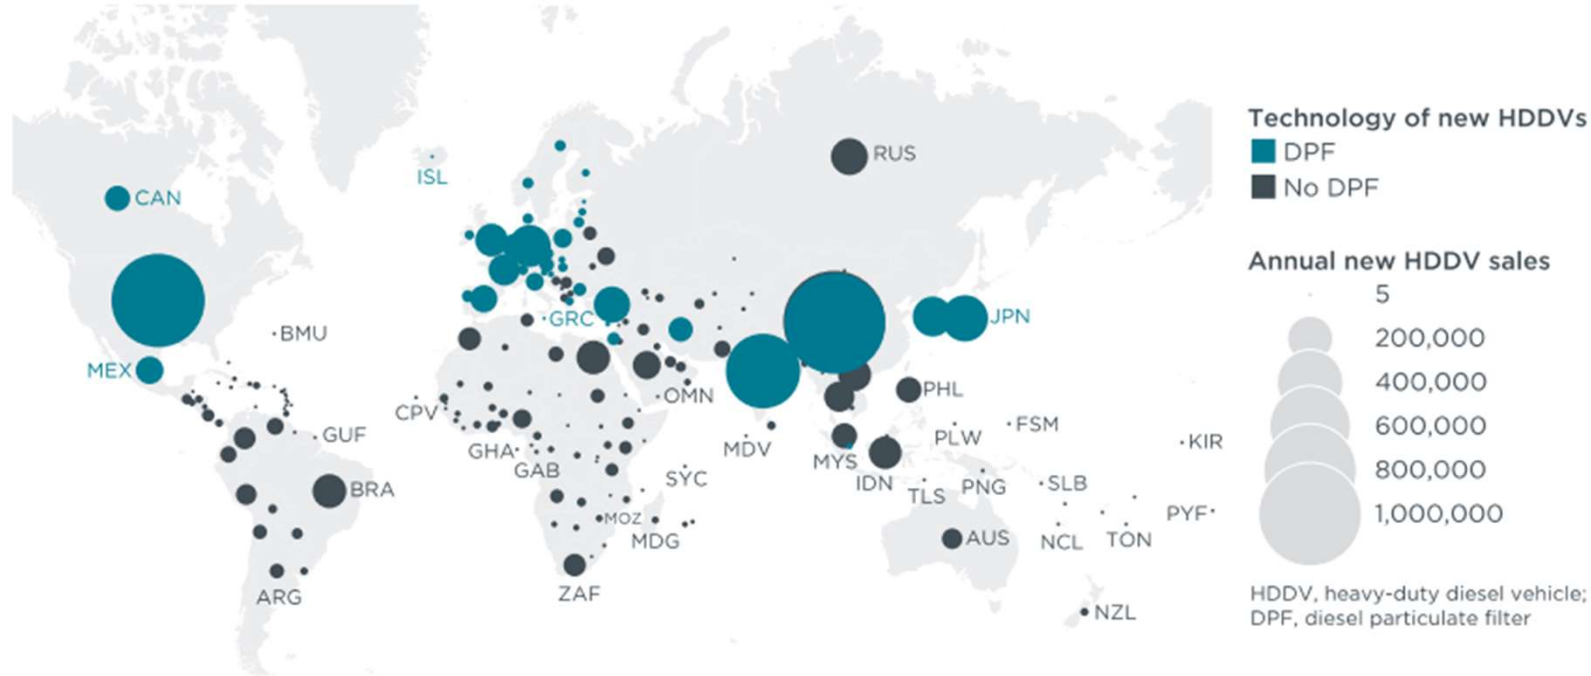 RUS
ISL
CAN
BMU
GRC
JPN
MEX
OMN
PHL
CPV
GUF
GHA
GAB
MDV
PLW
FSM
KIR
MYS
BRA
SYC
IDN
TLS
PNG
SLB
PYF
MOZ
MDG
AUS
NCL
TON
ZAF
ARG
NZL
Technology of new HDDVs
DPF
No DPF
Annual new HDDV sales
5
200,000
400,000
600,000
800,000
1,000,000
HDDV, heavy-duty diesel vehicle;
DPF, diesel particulate filter